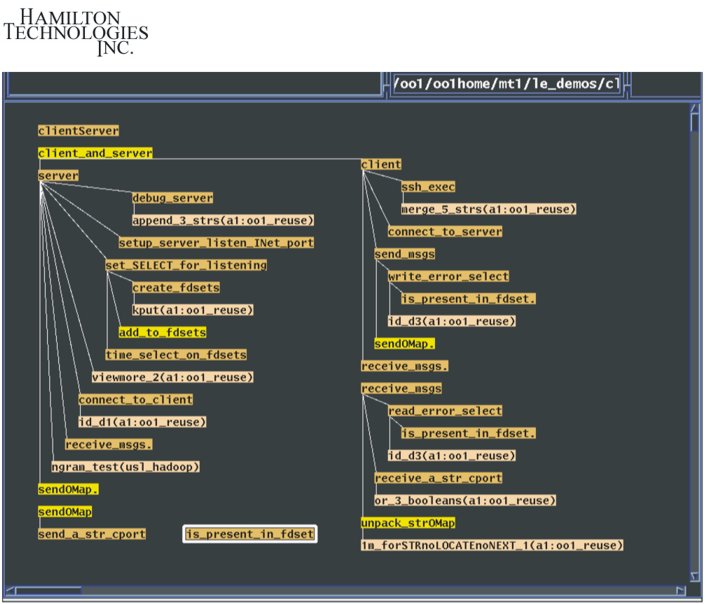 HAMILTON
TECHNOLOGIES
INC.
/oo1/oo1home/mt1/le_demos/cl
clientServer
client_and_server
server
debug_server
append_3_strs(a1:oo1_reuse)
setup_server_listen_INet_port
set_SELECT_for_listening
create_fdsets
kput(a1:oo1_reuse)
add_to_fdsets
time_select_on_fdsets
viewmore_2(a1:oo1_reuse)
connect_to_client
id_d1(a1:oo1_reuse)
receive_msgs.
ngram_test(usl_hadoop)
sendOMap.
sendOMap
send_a_str_cport
is_present_in_fdset
client
ssh_exec
merge_5_strs(a1:oo1_reuse)
connect_to_server
send_msgs
write_error_select
is_present_in_fdset.
id_d3(a1:oo1_reuse)
sendOMap.
receive_msgs.
receive_msgs
read_error_select
is_present_in_fdset.
id_d3(a1:oo1_reuse)
receive_a_str_cport
or_3_booleans(a1:oo1_reuse)
unpack_strOMap
lm_forSTRnoLOCATEnoNEXT_1(a1:oo1_reuse)